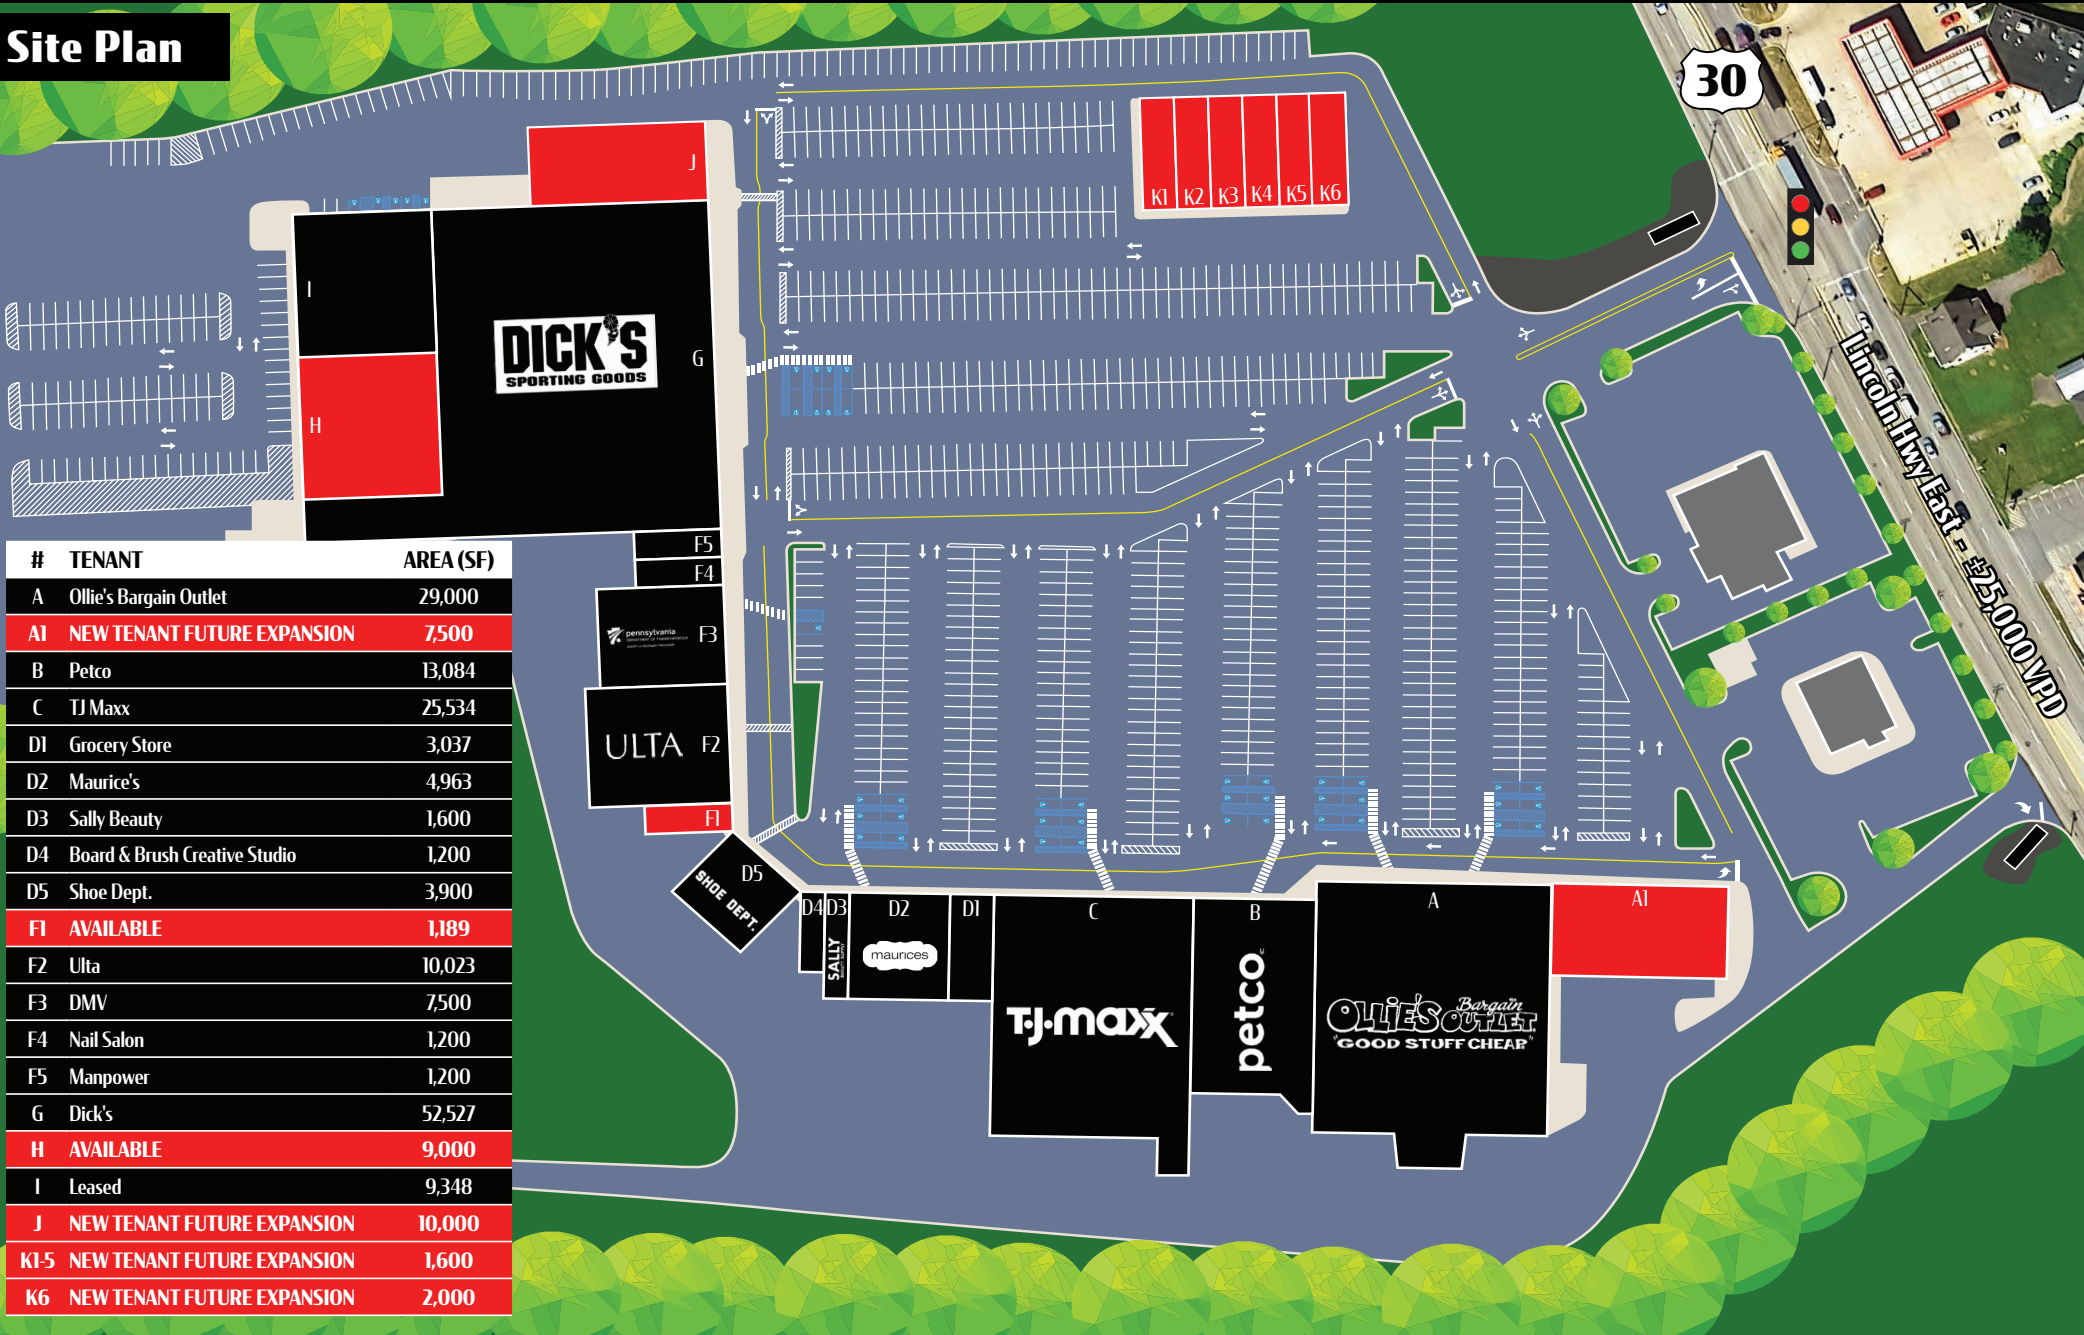 Site Plan
30
Lincoln Hwy East - ±25,000 VPD
J
K1 K2 K3 K4 K5 K6
I
DICK'S
SPORTING GOODS
G
H
F5
F4
pennsylvania
F3
ULTA
F2
F1
D5
SHOE DEPT.
D4
D3
SALLY
D2
maurices
D1
C
T·J·maxx
B
petco
A
OLLIE'S Bargain
OUTLET
"GOOD STUFF CHEAP"
A1
# TENANT AREA (SF)
A Ollie's Bargain Outlet 29,000
A1 NEW TENANT FUTURE EXPANSION 7,500
B Petco 13,084
C TJ Maxx 25,534
D1 Grocery Store 3,037
D2 Maurice's 4,963
D3 Sally Beauty 1,600
D4 Board & Brush Creative Studio 1,200
D5 Shoe Dept. 3,900
F1 AVAILABLE 1,189
F2 Ulta 10,023
F3 DMV 7,500
F4 Nail Salon 1,200
F5 Manpower 1,200
G Dick's 52,527
H AVAILABLE 9,000
I Leased 9,348
J NEW TENANT FUTURE EXPANSION 10,000
K1-5 NEW TENANT FUTURE EXPANSION 1,600
K6 NEW TENANT FUTURE EXPANSION 2,000